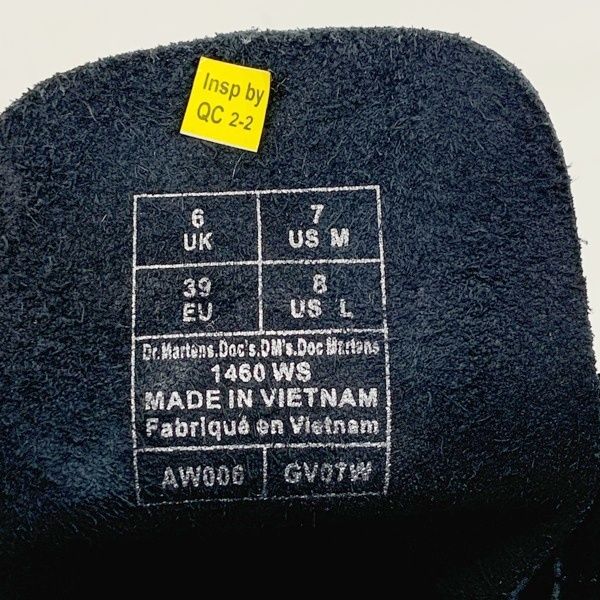 Insp by
QC 2-2
6 7
UK US M
39 8
EU US L
Dr.Martens.Doc's.DM's.Doc Martens
1460 WS
MADE IN VIETNAM
Fabriqué en Vietnam
AW006 GV07W